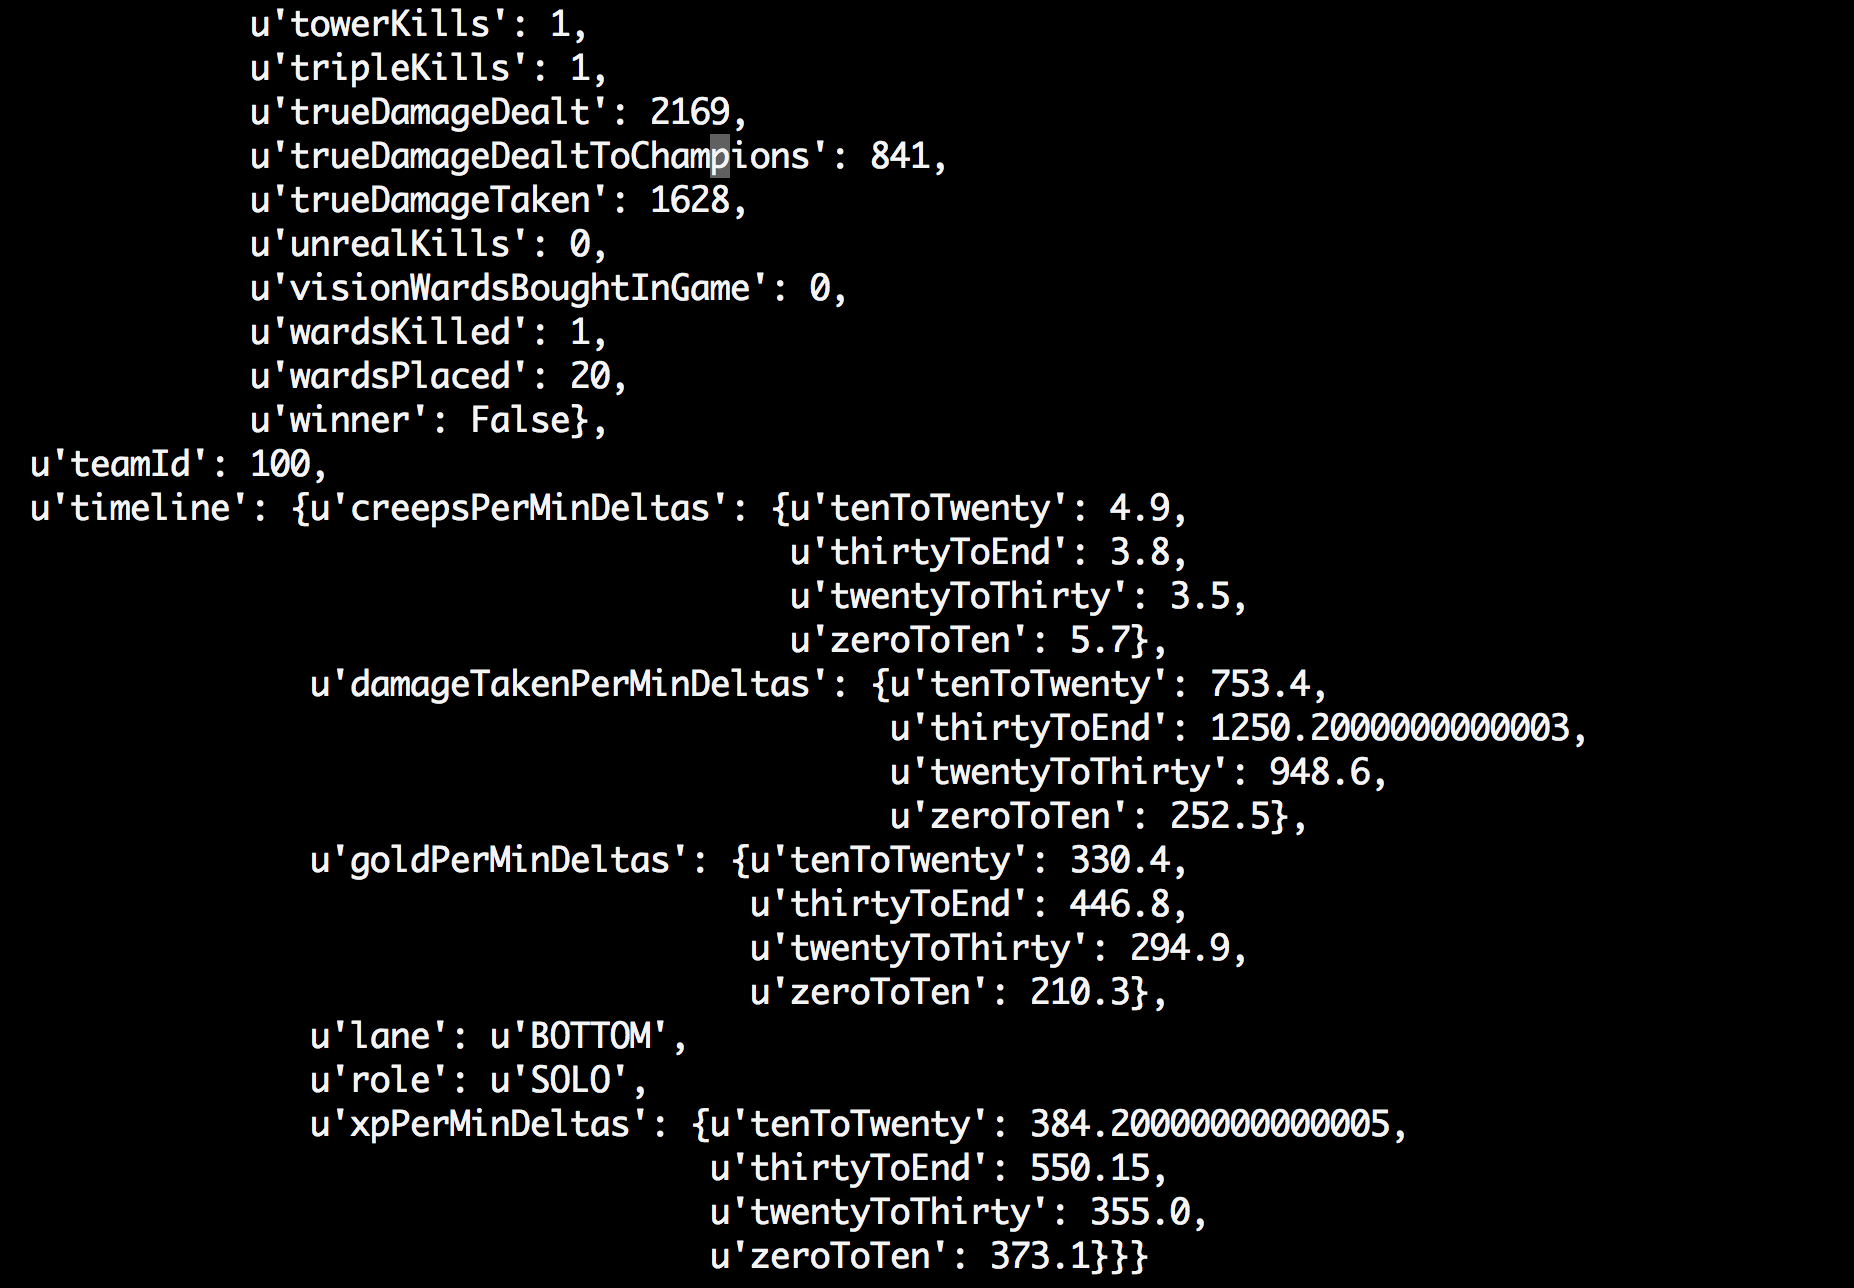 u'towerKills': 1,
u'tripleKills': 1,
u'trueDamageDealt': 2169,
u'trueDamageDealtToChampions': 841,
u'trueDamageTaken': 1628,
u'unrealKills': 0,
u'visionWardsBoughtInGame': 0,
u'wardsKilled': 1,
u'wardsPlaced': 20,
u'winner': False},
u'teamId': 100,
u'timeline': {u'creepsPerMinDeltas': {u'tenToTwenty': 4.9,
u'thirtyToEnd': 3.8,
u'twentyToThirty': 3.5,
u'zeroToTen': 5.7},
u'damageTakenPerMinDeltas': {u'tenToTwenty': 753.4,
u'thirtyToEnd': 1250.2000000000003,
u'twentyToThirty': 948.6,
u'zeroToTen': 252.5},
u'goldPerMinDeltas': {u'tenToTwenty': 330.4,
u'thirtyToEnd': 446.8,
u'twentyToThirty': 294.9,
u'zeroToTen': 210.3},
u'lane': u'BOTTOM',
u'role': u'SOLO',
u'xpPerMinDeltas': {u'tenToTwenty': 384.20000000000005,
u'thirtyToEnd': 550.15,
u'twentyToThirty': 355.0,
u'zeroToTen': 373.1}}}